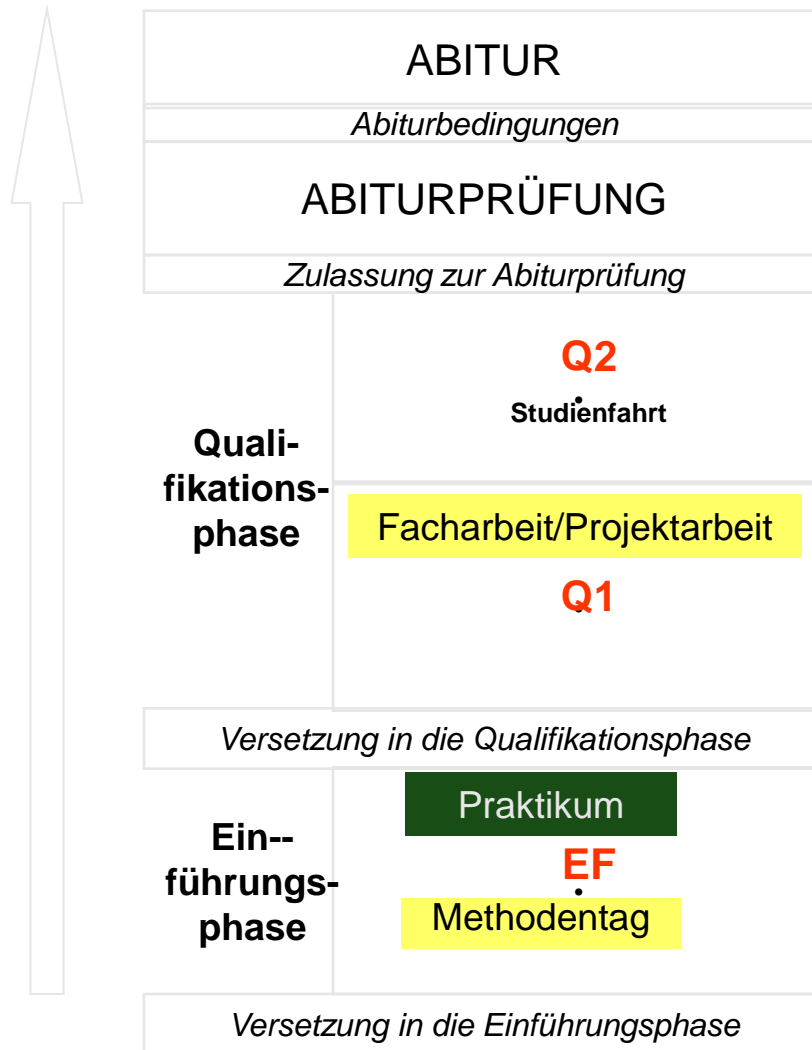 ABITUR
Abiturbedingungen
ABITURPRÜFUNG
Zulassung zur Abiturprüfung
Quali-
fikations-
phase
Q2
Studienfahrt
Facharbeit/Projektarbeit
Q1
Versetzung in die Qualifikationsphase
Ein--
führungs-
phase
Praktikum
EF
Methodentag
Versetzung in die Einführungsphase